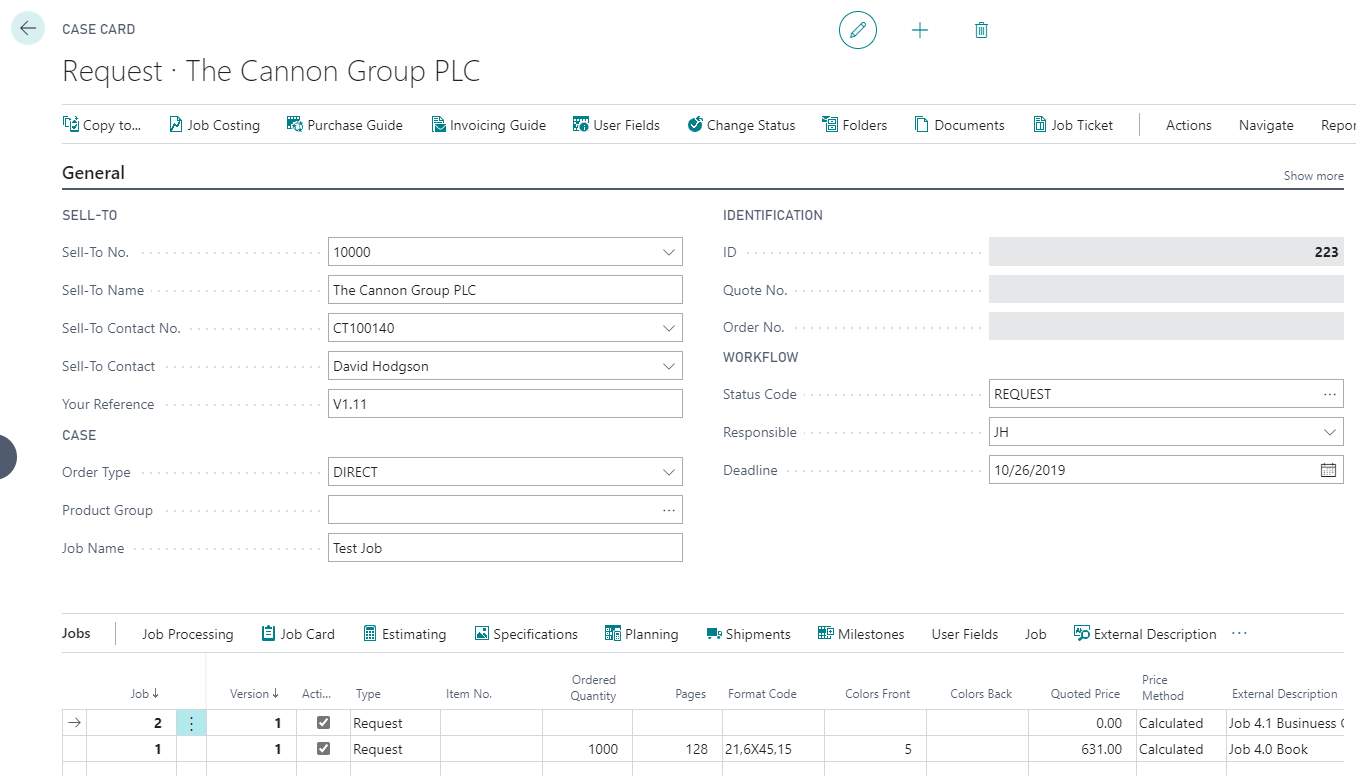 CASE CARD
Request · The Cannon Group PLC
Copy to... Job Costing Purchase Guide Invoicing Guide User Fields Change Status Folders Documents Job Ticket Actions Navigate Repor
General Show more
SELL-TO
Sell-To No. 10000
Sell-To Name The Cannon Group PLC
Sell-To Contact No. CT100140
Sell-To Contact David Hodgson
Your Reference V1.11
CASE
Order Type DIRECT
Product Group ...
Job Name Test Job
IDENTIFICATION
ID 223
Quote No.
Order No.
WORKFLOW
Status Code REQUEST ...
Responsible JH
Deadline 10/26/2019
Jobs Job Processing Job Card Estimating Specifications Planning Shipments Milestones User Fields Job External Description ...
Job ↓ Version ↓ Acti... Type Item No. Ordered Quantity Pages Format Code Colors Front Colors Back Quoted Price Price Method External Description
2 1 Request 0.00 Calculated Job 4.1 Businuess C
1 1 Request 1000 128 21,6X45,15 5 631.00 Calculated Job 4.0 Book